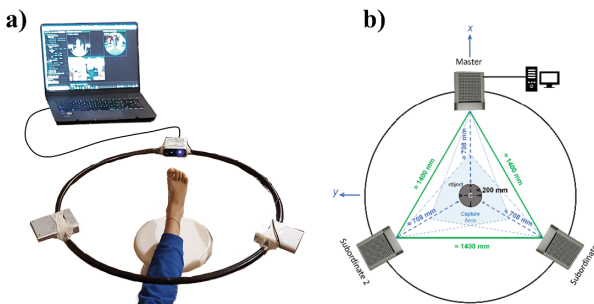 a)
b)
x
Master
≈ 1400 mm
≈ 708 mm
≈ 1400 mm
object
≈ 200 mm
C
y
≈ 708 mm
Capture
Area
≈ 708 mm
≈ 1400 mm
Subordinate 2
Subordinate